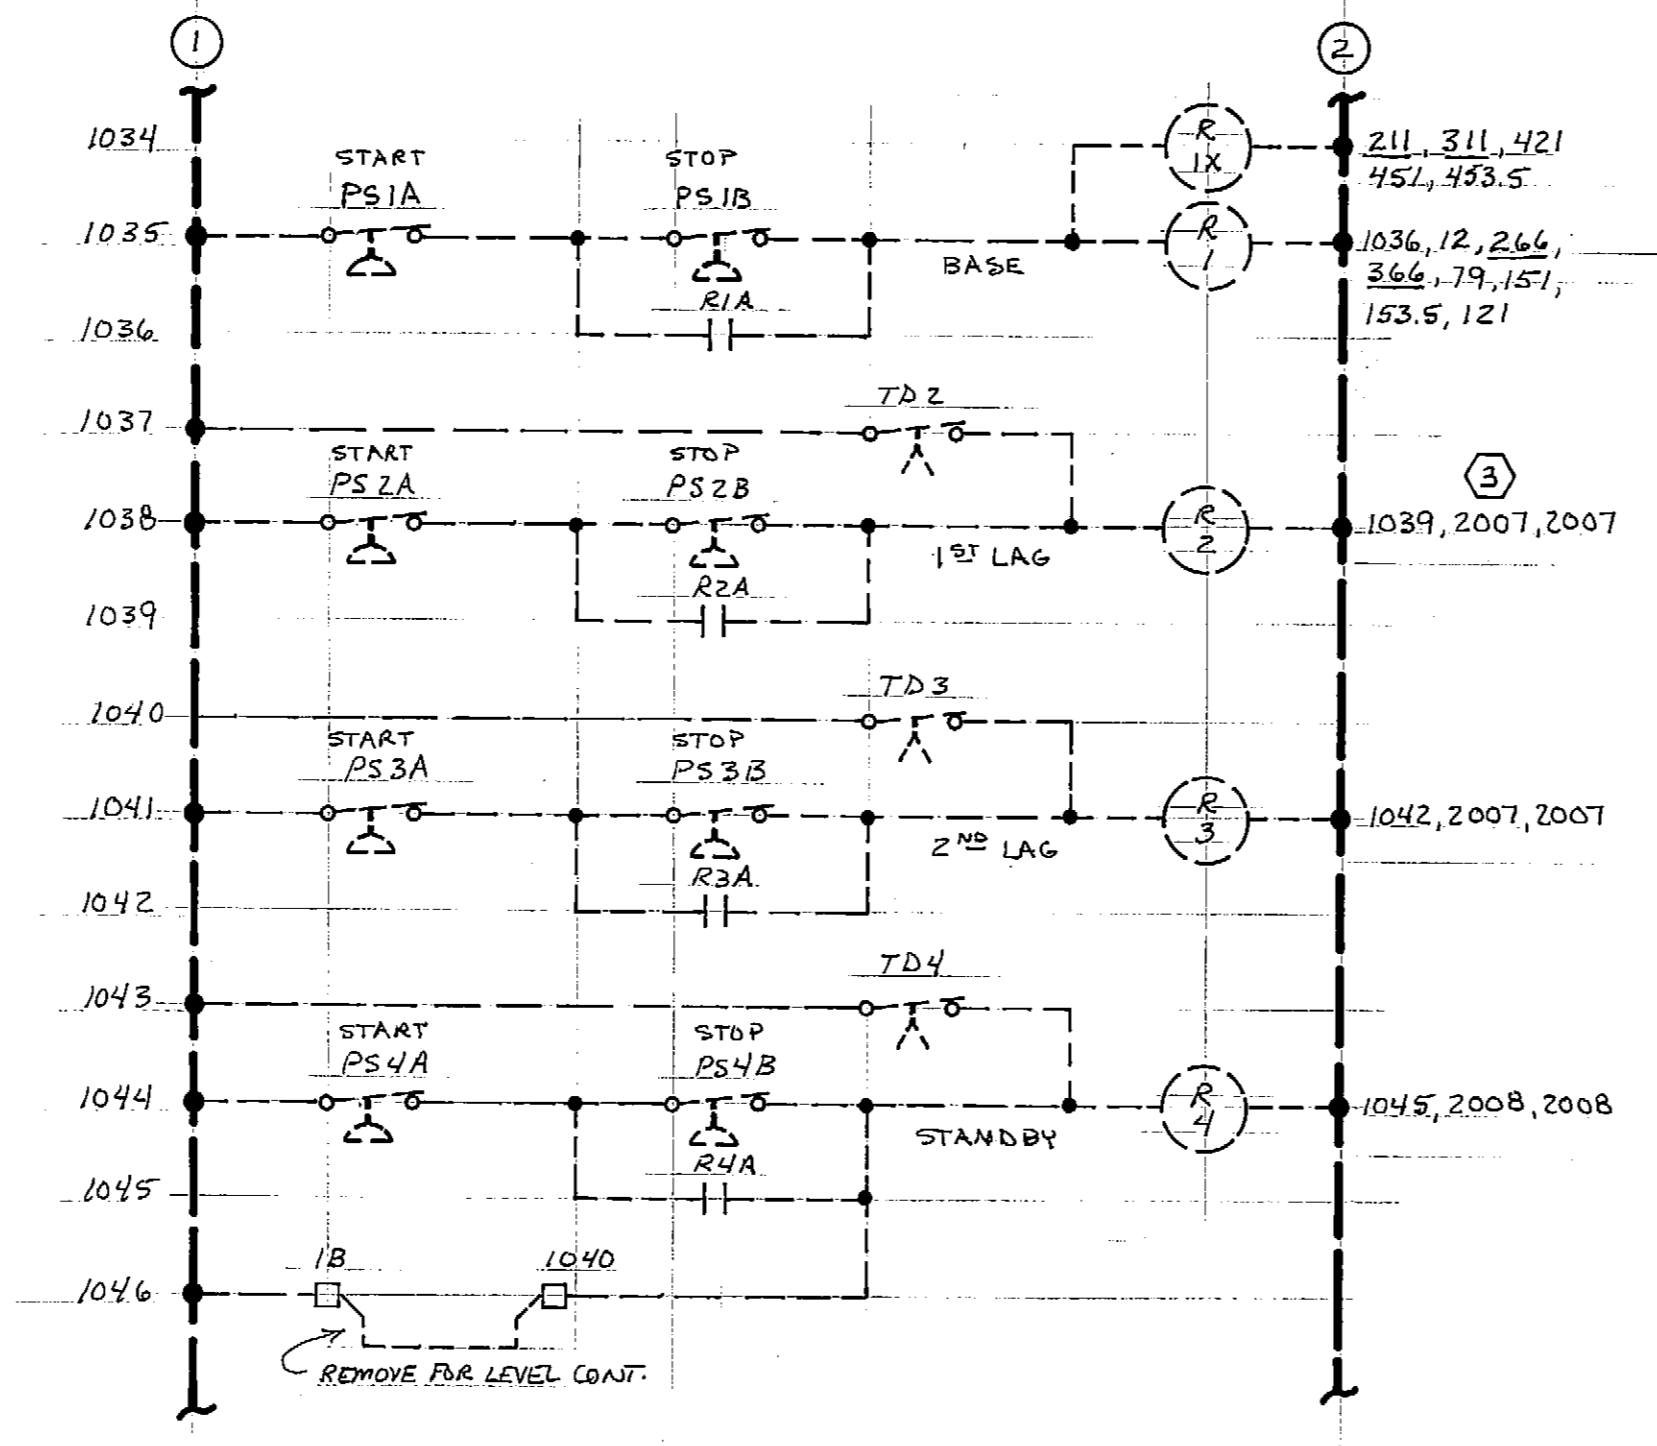 1
2
1034
R
1X
211, 311, 421
451, 453.5
START
STOP
PS1A
PS1B
1035
BASE
R
1
1036, 12, 266,
366, 79, 151,
153.5, 121
R1A
1036
TD2
1037
START
STOP
PS2A
PS2B
3
1038
1ST LAG
R
2
1039, 2007, 2007
R2A
1039
TD3
1040
START
STOP
PS3A
PS3B
1041
2ND LAG
R
3
1042, 2007, 2007
R3A
1042
TD4
1043
START
STOP
PS4A
PS4B
1044
STANDBY
R
4
1045, 2008, 2008
R4A
1045
1B
1040
1046
REMOVE FOR LEVEL CONT.